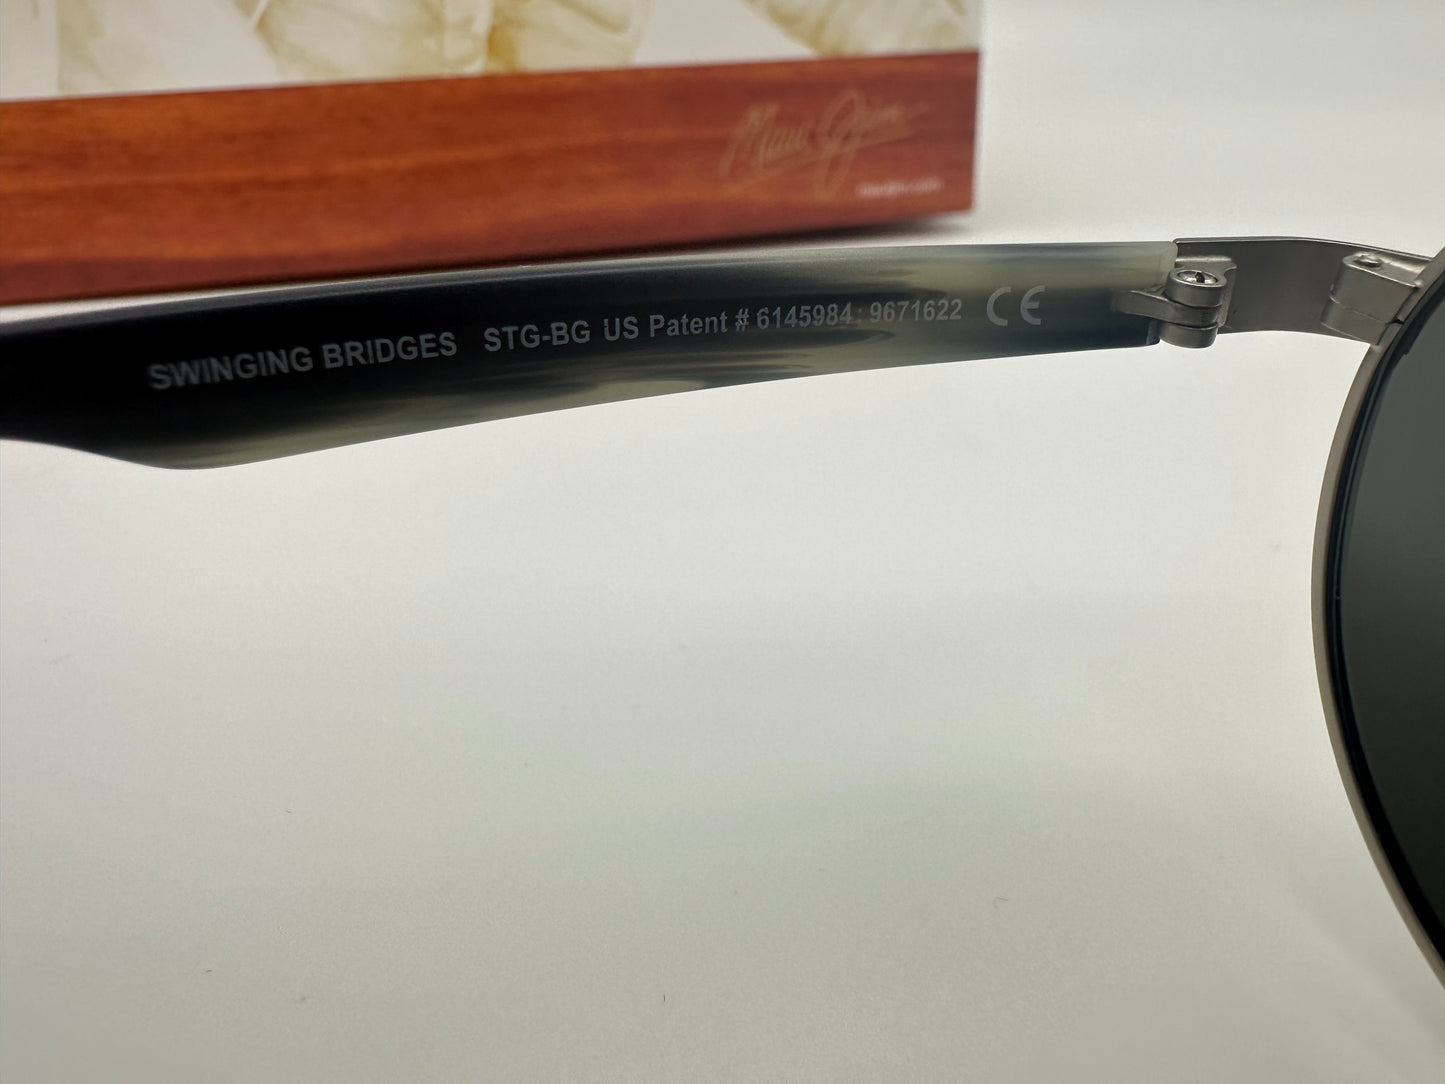 Maui Jim
SWINGING BRIDGES STG-BG US Patent # 6145984; 9671622 CE